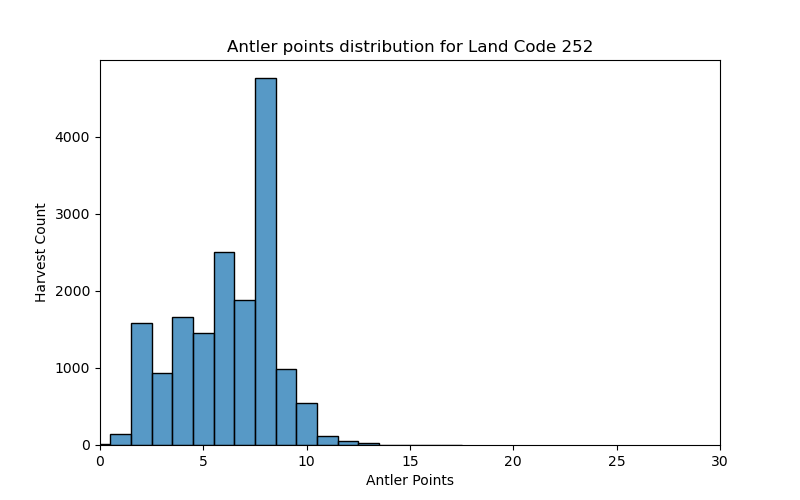 Antler points distribution for Land Code 252
Harvest Count
4000
3000
2000
1000
0
0 5 10 15 20 25 30
Antler Points